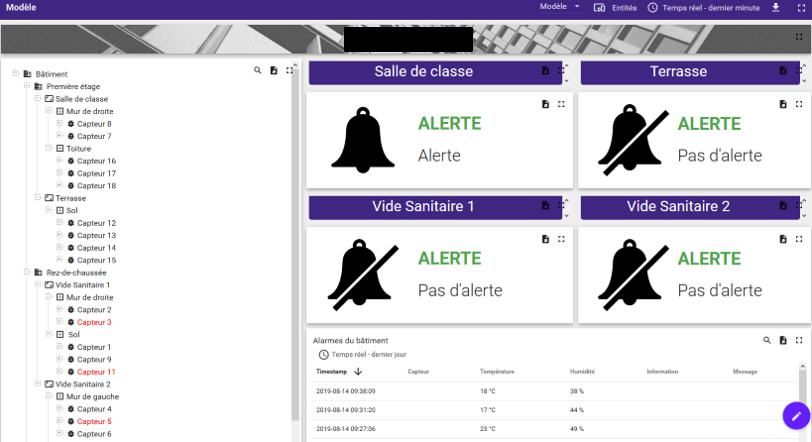 Modèle
Modèle
Entités
Temps réel - dernier minute
Bâtiment
Première étage
Salle de classe
Mur de droite
Capteur 8
Capteur 7
Toiture
Capteur 16
Capteur 17
Capteur 18
Terrasse
Sol
Capteur 12
Capteur 13
Capteur 14
Capteur 15
Rez-de-chaussée
Vide Sanitaire 1
Mur de droite
Capteur 2
Capteur 3
Sol
Capteur 1
Capteur 9
Capteur 11
Vide Sanitaire 2
Mur de gauche
Capteur 4
Capteur 5
Capteur 6
Salle de classe
ALERTE
Alerte
Terrasse
ALERTE
Pas d'alerte
Vide Sanitaire 1
ALERTE
Pas d'alerte
Vide Sanitaire 2
ALERTE
Pas d'alerte
Alarmes du bâtiment
Temps réel - dernier jour
Timestamp Capteur Température Humidité Information Message
2019-08-14 09:38:09 18 °C 38 %
2019-08-14 09:31:20 17 °C 44 %
2019-08-14 09:27:06 23 °C 49 %